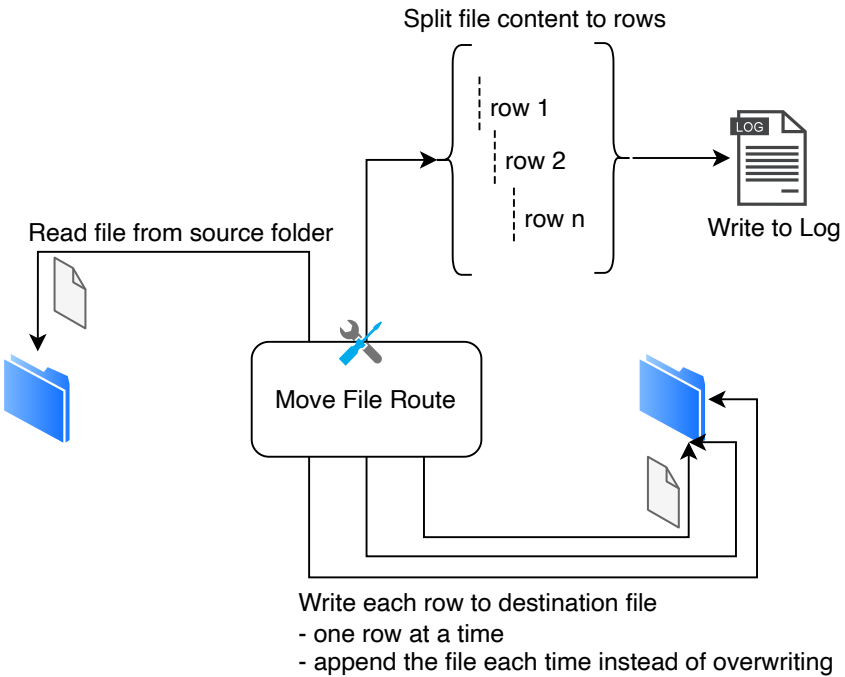 Split file content to rows
row 1
row 2
row n
LOG
Write to Log
Read file from source folder
Move File Route
Write each row to destination file
- one row at a time
- append the file each time instead of overwriting